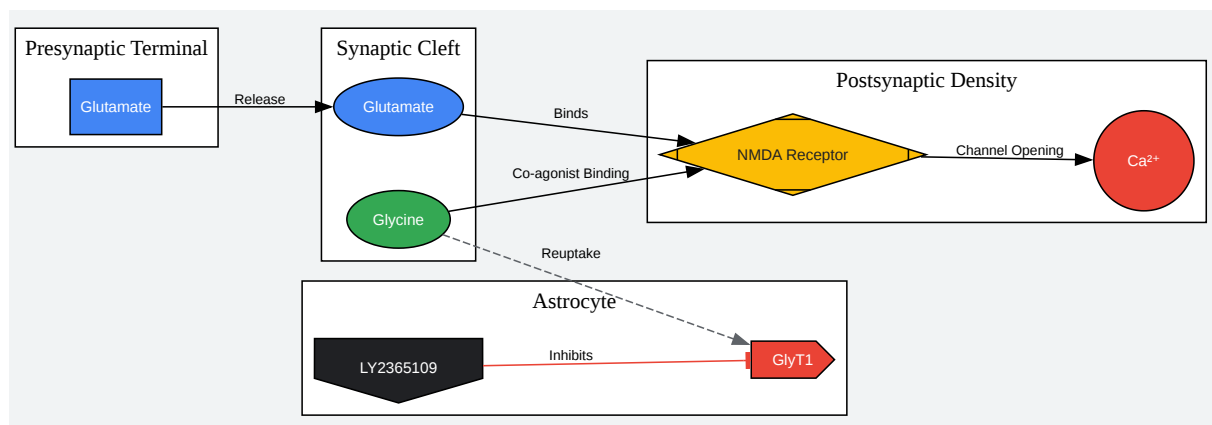 Presynaptic Terminal
Glutamate
Release
Synaptic Cleft
Glutamate
Glycine
Binds
Co-agonist Binding
Postsynaptic Density
NMDA Receptor
Channel Opening
Ca²⁺
Reuptake
Astrocyte
LY2365109
Inhibits
GlyT1